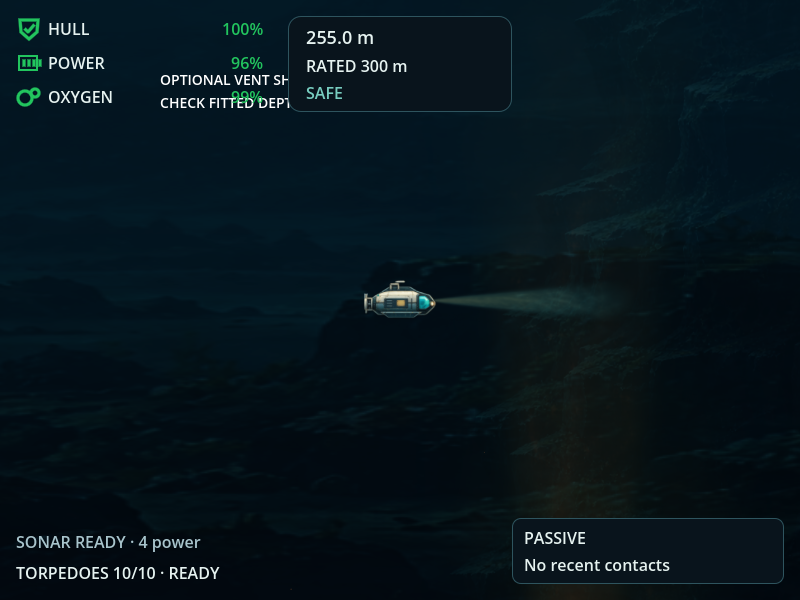 HULL 100%
POWER 96%
OXYGEN 99%
OPTIONAL VENT SH
CHECK FITTED DEPT
255.0 m
RATED 300 m
SAFE
SONAR READY · 4 power
TORPEDOES 10/10 · READY
PASSIVE
No recent contacts